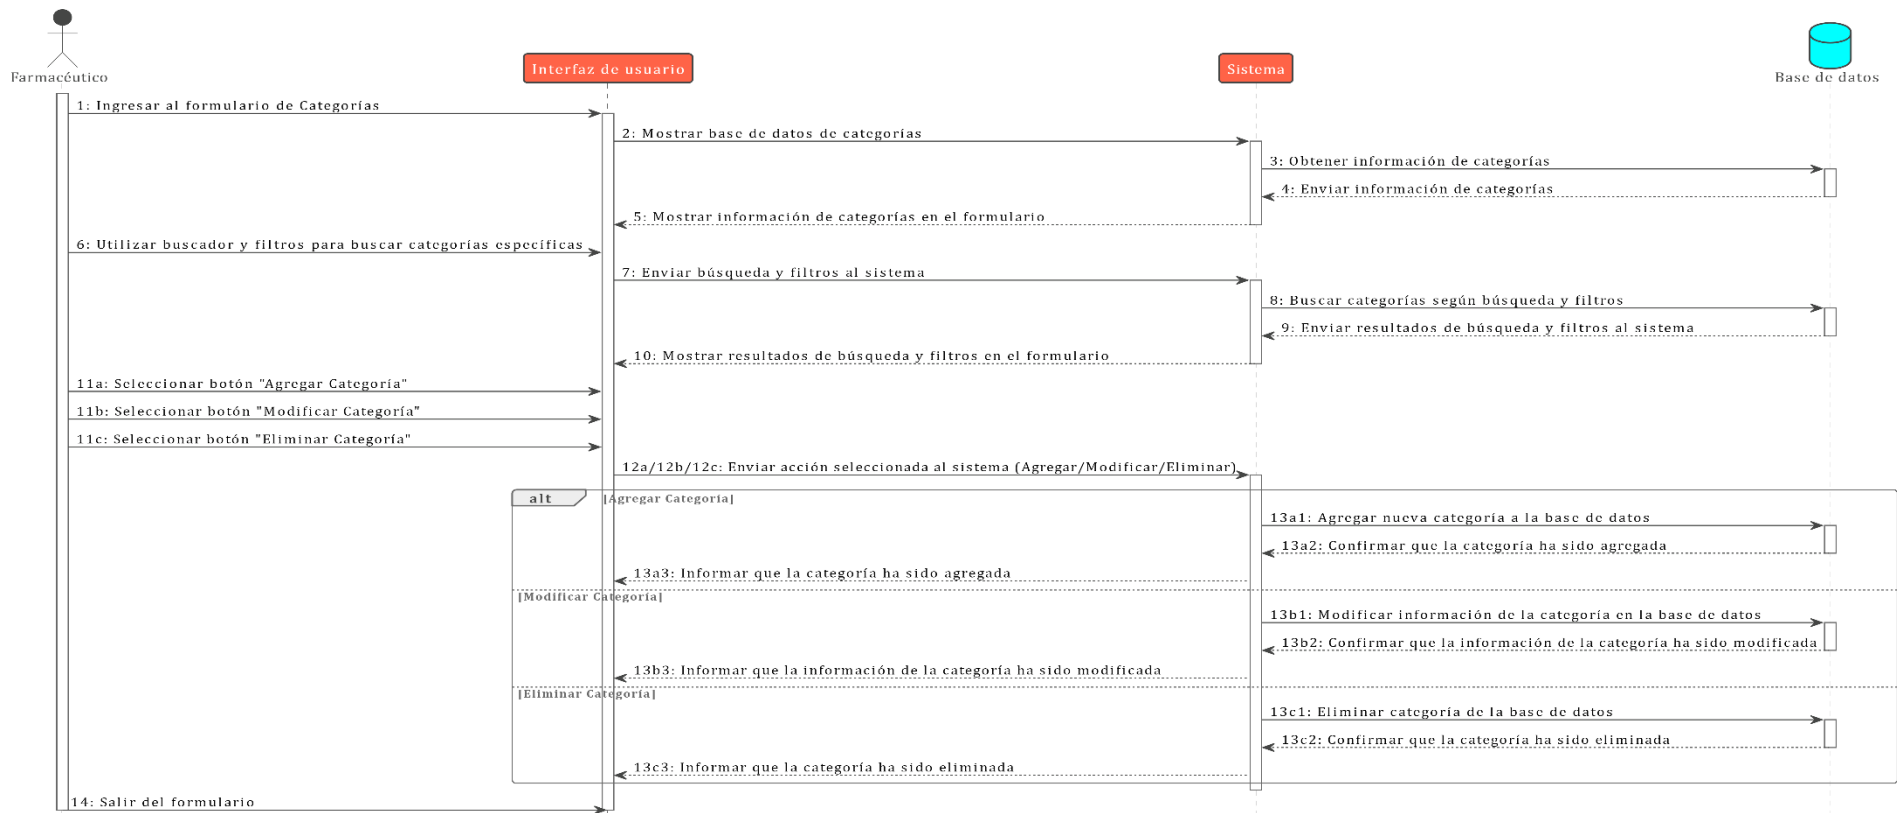 Farmacéutico
Interfaz de usuario
Sistema
Base de datos
1: Ingresar al formulario de Categorías
2: Mostrar base de datos de categorías
3: Obtener información de categorías
4: Enviar información de categorías
5: Mostrar información de categorías en el formulario
6: Utilizar buscador y filtros para buscar categorías específicas
7: Enviar búsqueda y filtros al sistema
8: Buscar categorías según búsqueda y filtros
9: Enviar resultados de búsqueda y filtros al sistema
10: Mostrar resultados de búsqueda y filtros en el formulario
11a: Seleccionar botón "Agregar Categoría"
11b: Seleccionar botón "Modificar Categoría"
11c: Seleccionar botón "Eliminar Categoría"
12a/12b/12c: Enviar acción seleccionada al sistema (Agregar/Modificar/Eliminar)
alt [Agregar Categoría]
13a1: Agregar nueva categoría a la base de datos
13a2: Confirmar que la categoría ha sido agregada
13a3: Informar que la categoría ha sido agregada
[Modificar Categoría]
13b1: Modificar información de la categoría en la base de datos
13b2: Confirmar que la información de la categoría ha sido modificada
13b3: Informar que la información de la categoría ha sido modificada
[Eliminar Categoría]
13c1: Eliminar categoría de la base de datos
13c2: Confirmar que la categoría ha sido eliminada
13c3: Informar que la categoría ha sido eliminada
14: Salir del formulario